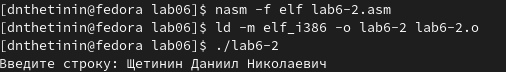 [dnthetinin@fedora lab06]$ nasm -f elf lab6-2.asm
[dnthetinin@fedora lab06]$ ld -m elf_i386 -o lab6-2 lab6-2.o
[dnthetinin@fedora lab06]$ ./lab6-2
Введите строку: Щетинин Даниил Николаевич